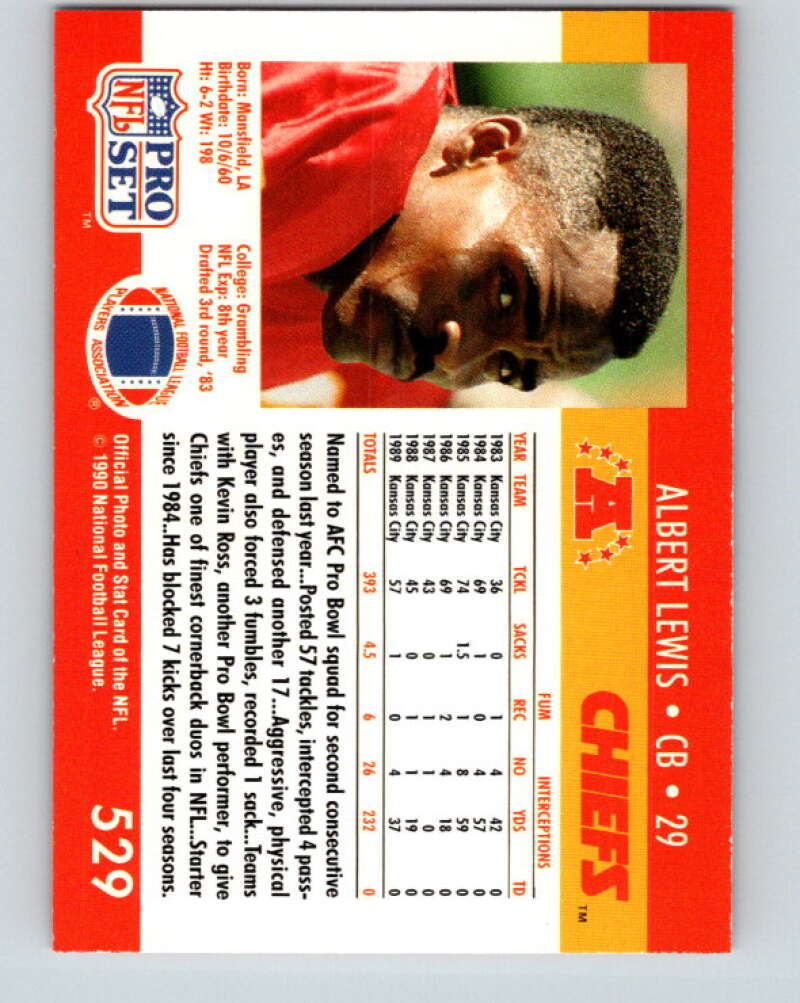 ALBERT LEWIS • CB • 29
A CHIEFS™
FUM INTERCEPTIONS
YEAR TEAM TCKL SACKS REC NO YDS TD
1983 Kansas City 36 0 1 4 42 0
1984 Kansas City 69 1 0 4 57 0
1985 Kansas City 74 1.5 1 8 59 0
1986 Kansas City 69 1 2 4 18 0
1987 Kansas City 43 0 1 1 0 0
1988 Kansas City 45 0 1 1 19 0
1989 Kansas City 57 1 0 4 37 0
TOTALS 393 4.5 6 26 232 0
Named to AFC Pro Bowl squad for second consecutive
season last year...Posted 57 tackles, intercepted 4 pass-
es, and defensed another 17...Aggressive, physical
player also forced 3 fumbles, recorded 1 sack...Teams
with Kevin Ross, another Pro Bowl performer, to give
Chiefs one of finest cornerback duos in NFL...Starter
since 1984...Has blocked 7 kicks over last four seasons.
Born: Mansfield, LA
Birthdate: 10/6/60
Ht: 6-2 Wt: 198
College: Grambling
NFL Exp: 8th year
Drafted 3rd round, '83
NFL PRO SET™
NATIONAL FOOTBALL LEAGUE
PLAYERS ASSOCIATION®
Official Photo and Stat Card of the NFL.
© 1990 National Football League.
529